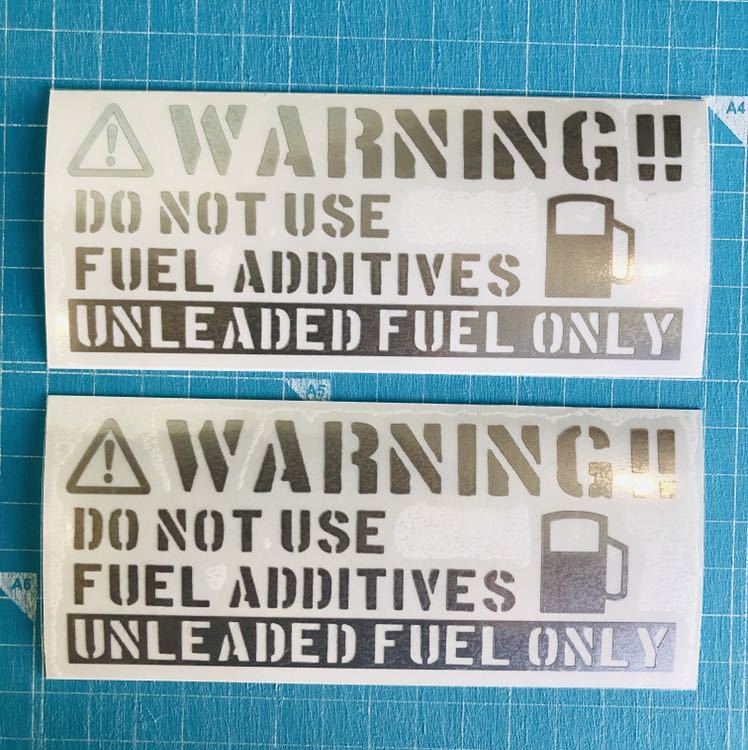 A4
WARNING!!
DO NOT USE
FUEL ADDITIVES
UNLEADED FUEL ONLY
A5
WARNING!!
DO NOT USE
FUEL ADDITIVES
UNLEADED FUEL ONLY
A6